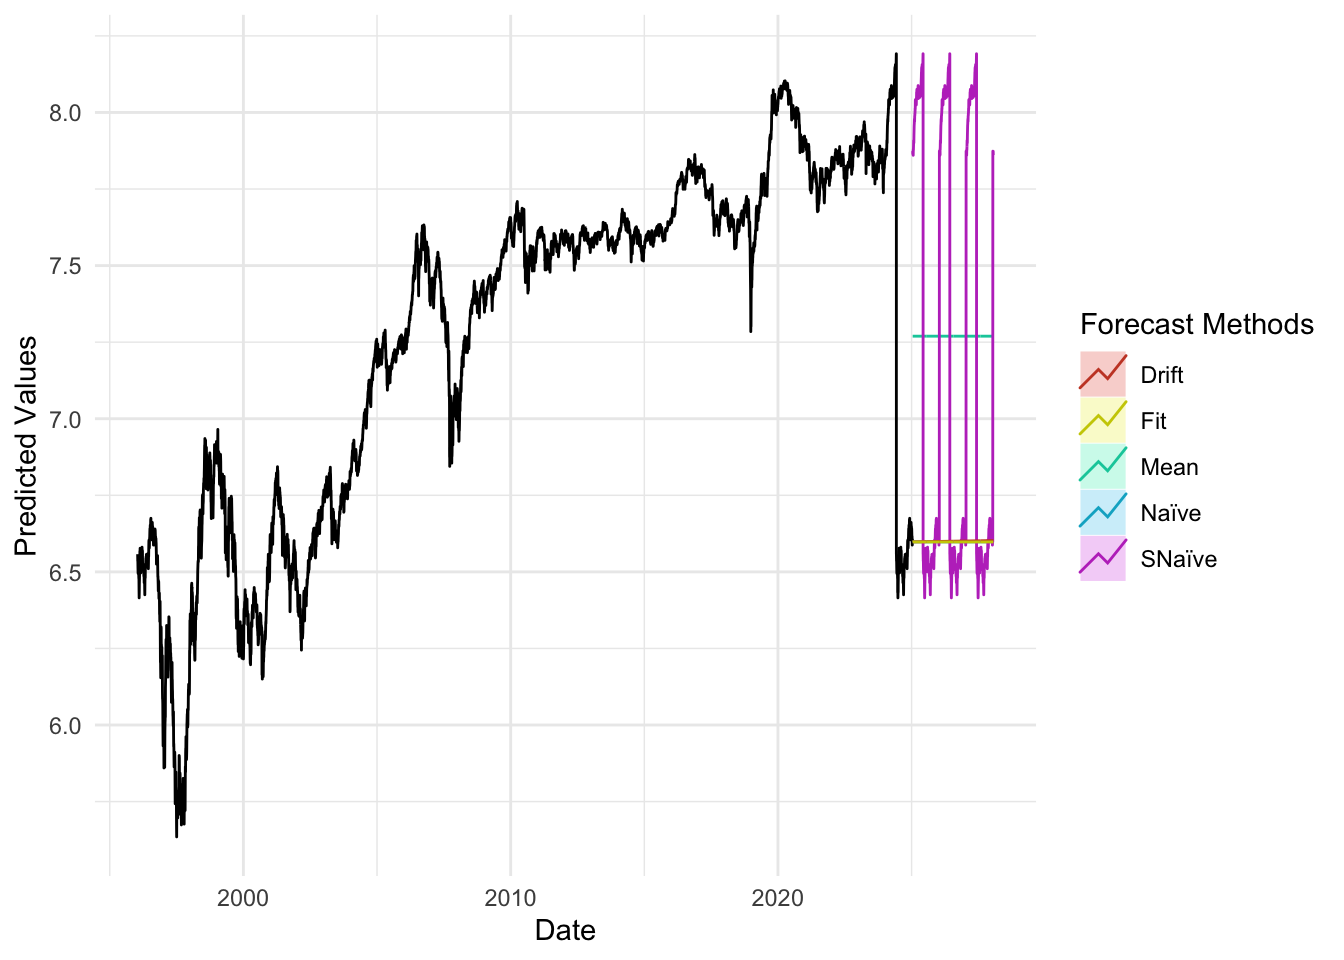 8.0
7.5
7.0
6.5
6.0
Predicted Values
2000
2010
2020
Date
Forecast Methods
Drift
Fit
Mean
Naïve
SNaïve